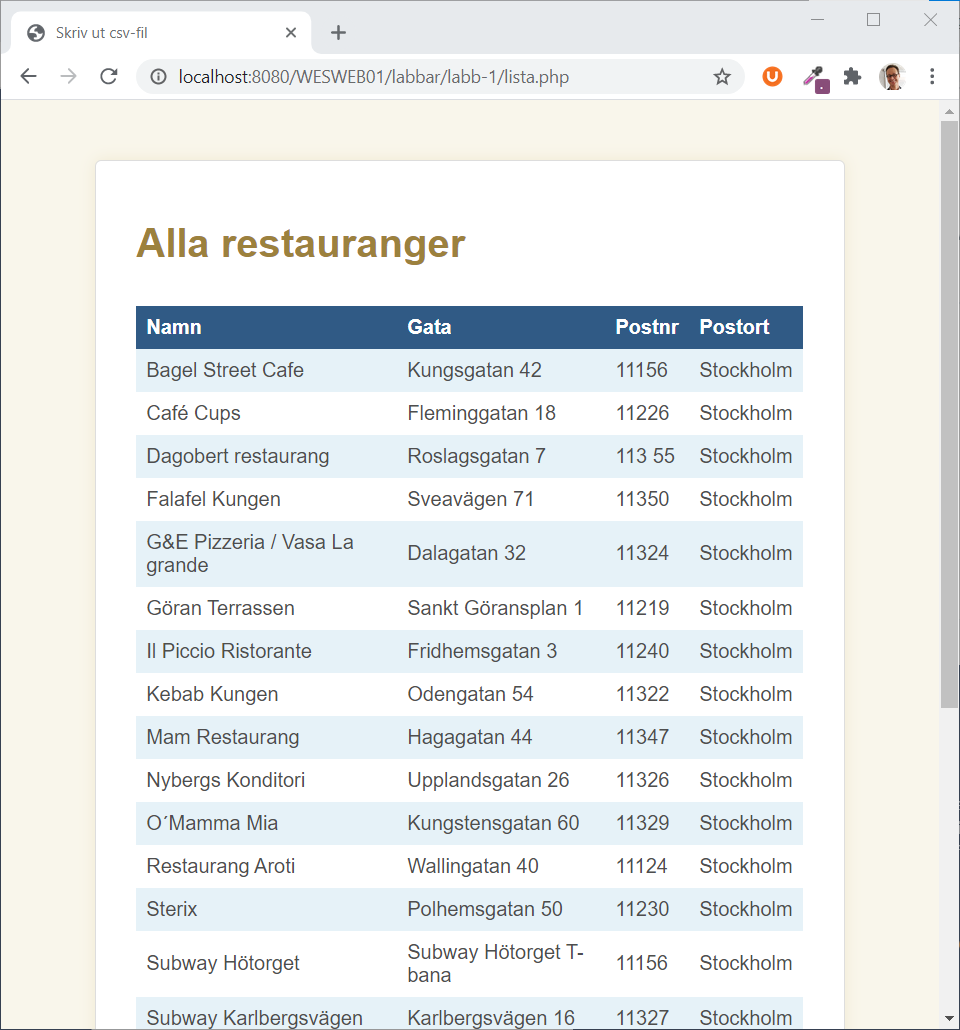 Skriv ut csv-fil
localhost:8080/WESWEB01/labbar/labb-1/lista.php
Alla restauranger
Namn Gata Postnr Postort
Bagel Street Cafe Kungsgatan 42 11156 Stockholm
Café Cups Fleminggatan 18 11226 Stockholm
Dagobert restaurang Roslagsgatan 7 113 55 Stockholm
Falafel Kungen Sveavägen 71 11350 Stockholm
G&E Pizzeria / Vasa La
grande Dalagatan 32 11324 Stockholm
Göran Terrassen Sankt Göransplan 1 11219 Stockholm
Il Piccio Ristorante Fridhemsgatan 3 11240 Stockholm
Kebab Kungen Odengatan 54 11322 Stockholm
Mam Restaurang Hagagatan 44 11347 Stockholm
Nybergs Konditori Upplandsgatan 26 11326 Stockholm
O´Mamma Mia Kungstensgatan 60 11329 Stockholm
Restaurang Aroti Wallingatan 40 11124 Stockholm
Sterix Polhemsgatan 50 11230 Stockholm
Subway Hötorget Subway Hötorget T-
bana 11156 Stockholm
Subway Karlbergsvägen Karlbergsvägen 16 11327 Stockholm